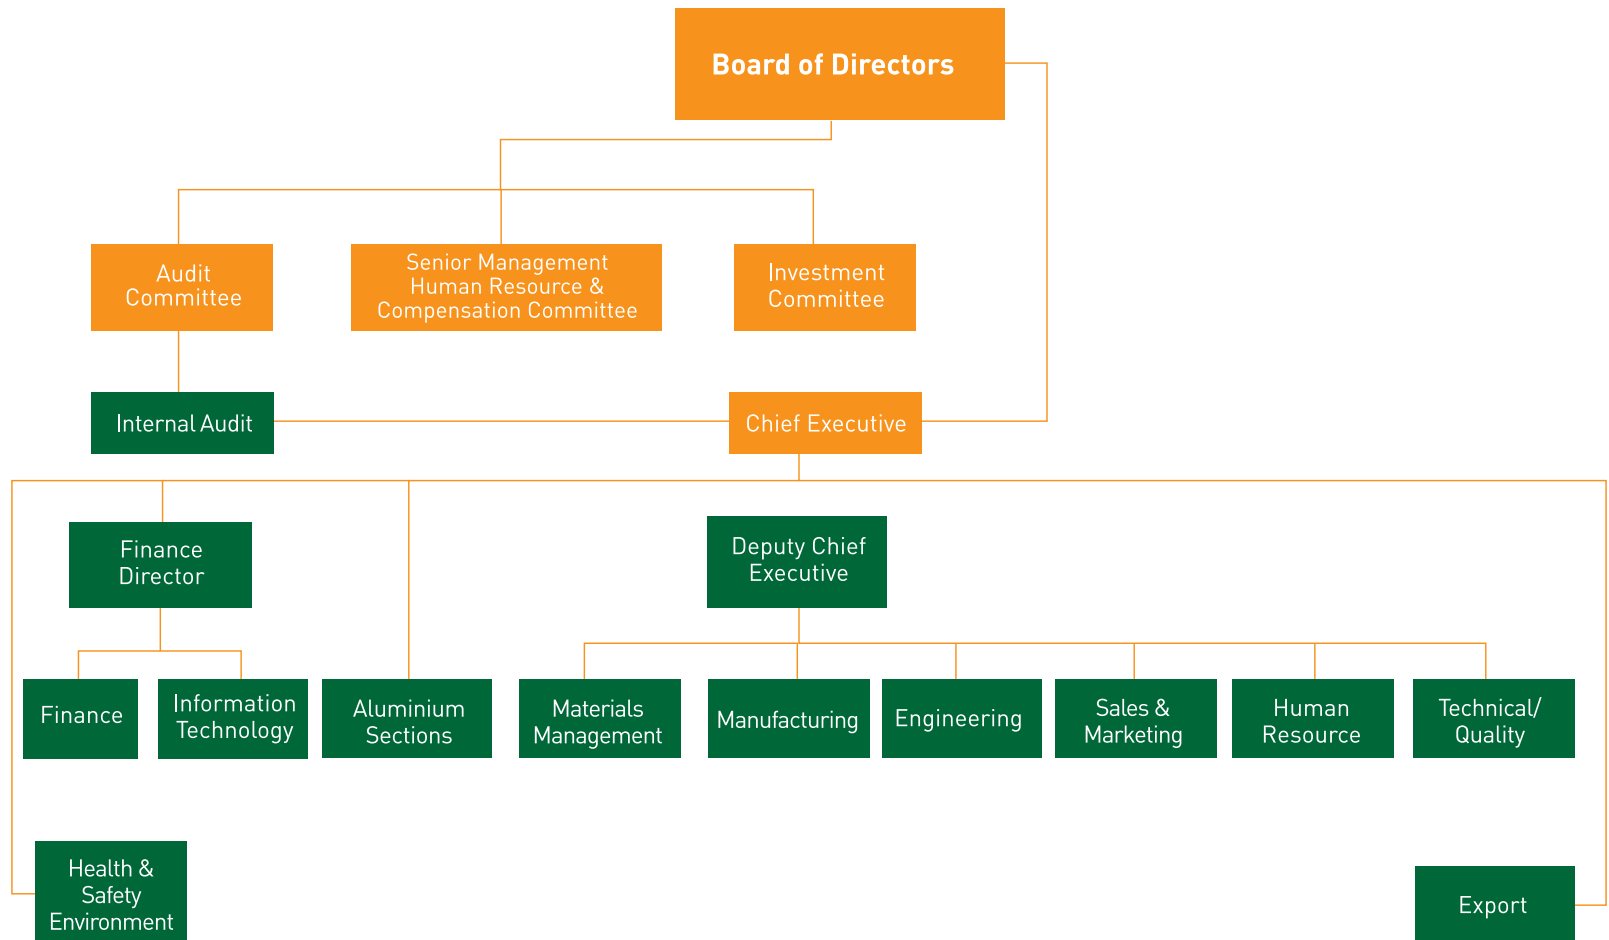 Board of Directors
Audit
Committee
Senior Management
Human Resource &
Compensation Committee
Investment
Committee
Internal Audit
Chief Executive
Finance
Director
Deputy Chief
Executive
Finance
Information
Technology
Aluminium
Sections
Materials
Management
Manufacturing
Engineering
Sales &
Marketing
Human
Resource
Technical/
Quality
Health &
Safety
Environment
Export